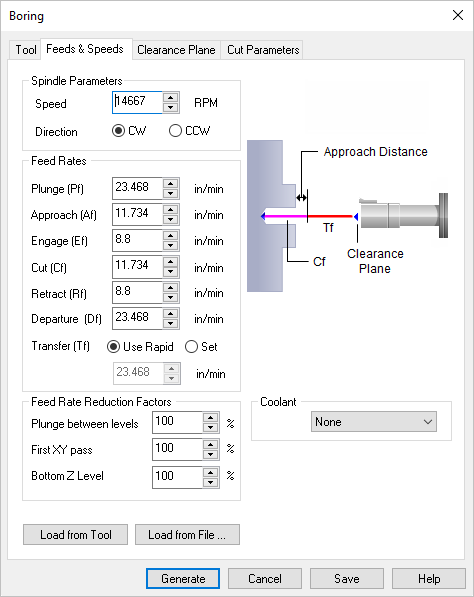 Boring
Tool Feeds & Speeds Clearance Plane Cut Parameters
Spindle Parameters
Speed 14667 RPM
Direction CW CCW
Feed Rates
Plunge (Pf) 23.468 in/min
Approach (Af) 11.734 in/min
Engage (Ef) 8.8 in/min
Cut (Cf) 11.734 in/min
Retract (Rf) 8.8 in/min
Departure (Df) 23.468 in/min
Transfer (Tf) Use Rapid Set
23.468 in/min
Approach Distance
Tf
Cf
Clearance
Plane
Feed Rate Reduction Factors
Plunge between levels 100 %
First XY pass 100 %
Bottom Z Level 100 %
Coolant
None
Load from Tool Load from File ...
Generate Cancel Save Help